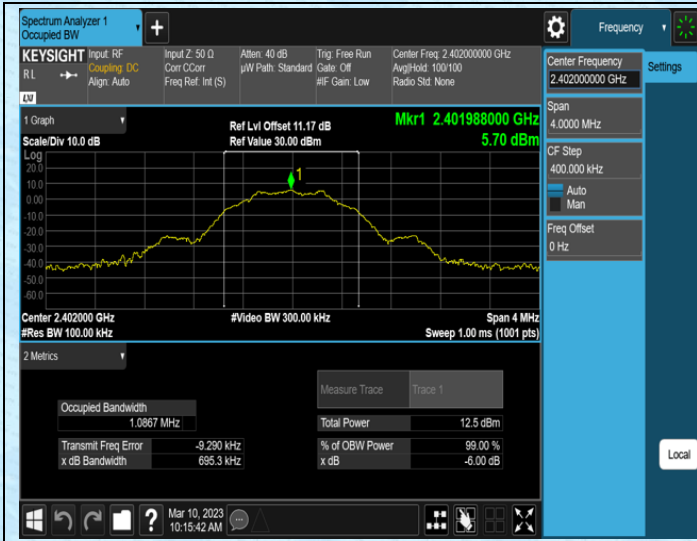 Spectrum Analyzer 1
Occupied BW
Frequency
KEYSIGHT
RL
Input: RF
Coupling: DC
Align: Auto
Input Z: 50 Ω
Corr CCorr
Freq Ref: Int (S)
Atten: 40 dB
µW Path: Standard
Trig: Free Run
Gate: Off
#IF Gain: Low
Center Freq: 2.402000000 GHz
Avg|Hold: 100/100
Radio Std: None
LXI
1 Graph
Scale/Div 10.0 dB
Ref Lvl Offset 11.17 dB
Ref Value 30.00 dBm
Mkr1 2.401988000 GHz
5.70 dBm
Log
20.0
10.0
0.00
-10.0
-20.0
-30.0
-40.0
-50.0
-60.0
1
Center 2.402000 GHz
#Res BW 100.00 kHz
#Video BW 300.00 kHz
Span 4 MHz
Sweep 1.00 ms (1001 pts)
2 Metrics
Measure Trace
Trace 1
Occupied Bandwidth
1.0867 MHz
Total Power
12.5 dBm
Transmit Freq Error
-9.290 kHz
% of OBW Power
99.00 %
x dB Bandwidth
695.3 kHz
x dB
-6.00 dB
Mar 10, 2023
10:15:42 AM
Center Frequency
2.402000000 GHz
Settings
Span
4.0000 MHz
CF Step
400.000 kHz
Auto
Man
Freq Offset
0 Hz
Local